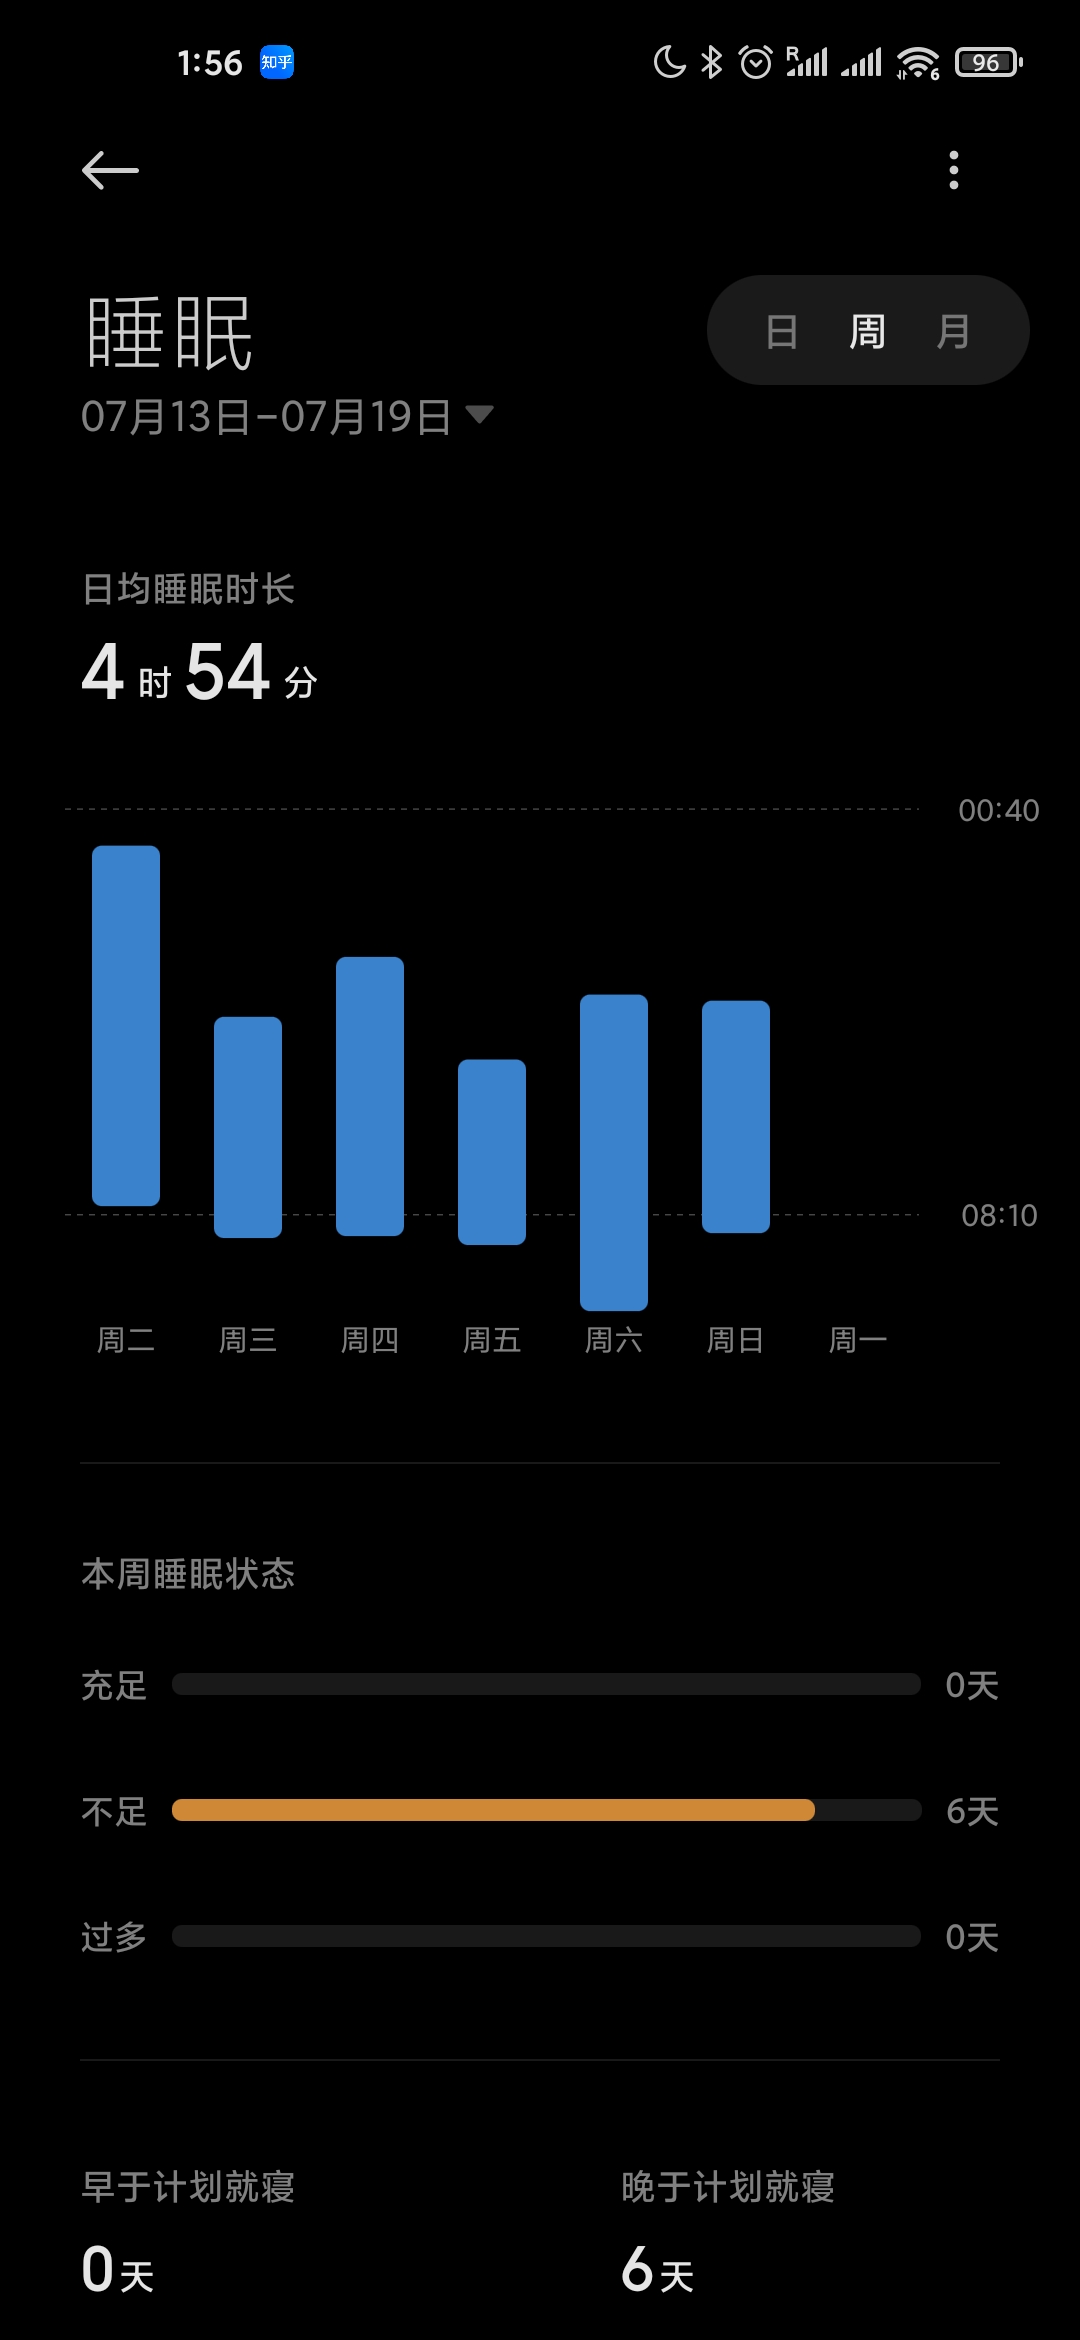 1:56 知乎 R 6 96
睡眠
日 周 月
07月13日-07月19日
日均睡眠时长
4 时 54 分
00:40
08:10
周二 周三 周四 周五 周六 周日 周一
本周睡眠状态
充足 0天
不足 6天
过多 0天
早于计划就寝 晚于计划就寝
0天 6天